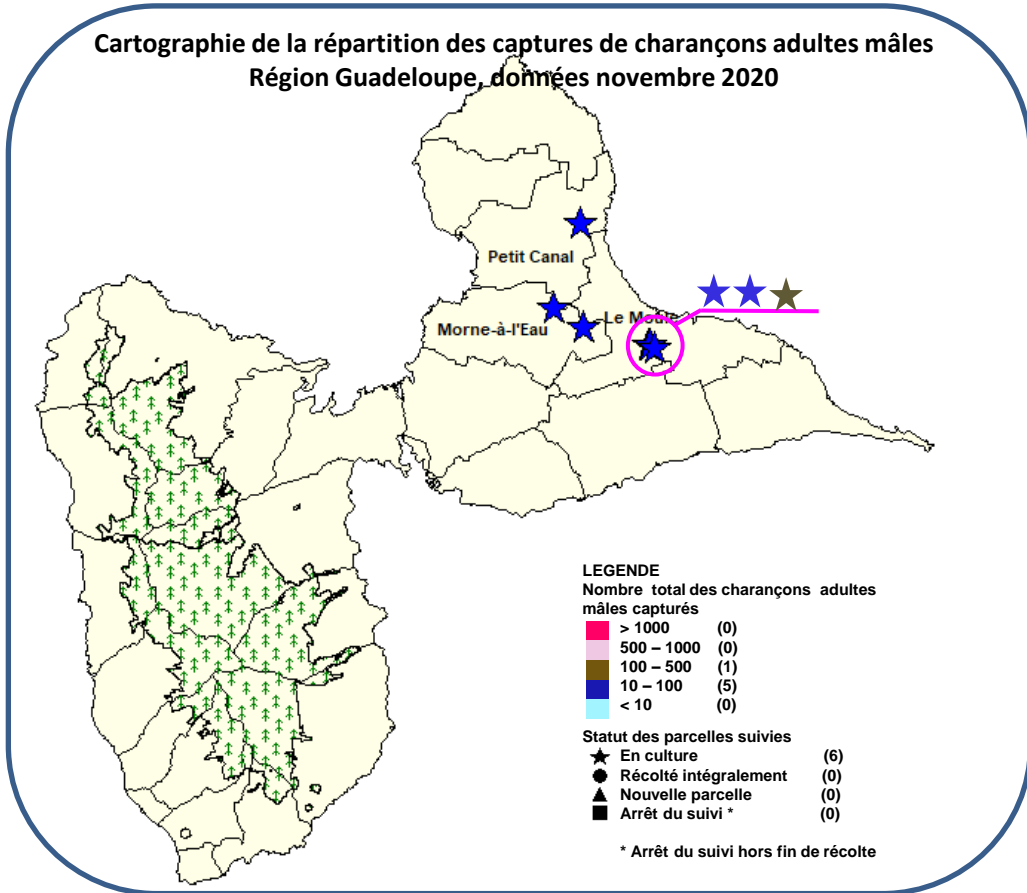 Cartographie de la répartition des captures de charançons adultes mâles
Région Guadeloupe, données novembre 2020
Petit Canal
Morne-à-l'Eau
Le Moule
LEGENDE
Nombre total des charançons adultes
mâles capturés
> 1000 (0)
500 – 1000 (0)
100 – 500 (1)
10 – 100 (5)
< 10 (0)
Statut des parcelles suivies
En culture (6)
Récolté intégralement (0)
Nouvelle parcelle (0)
Arrêt du suivi * (0)
* Arrêt du suivi hors fin de récolte